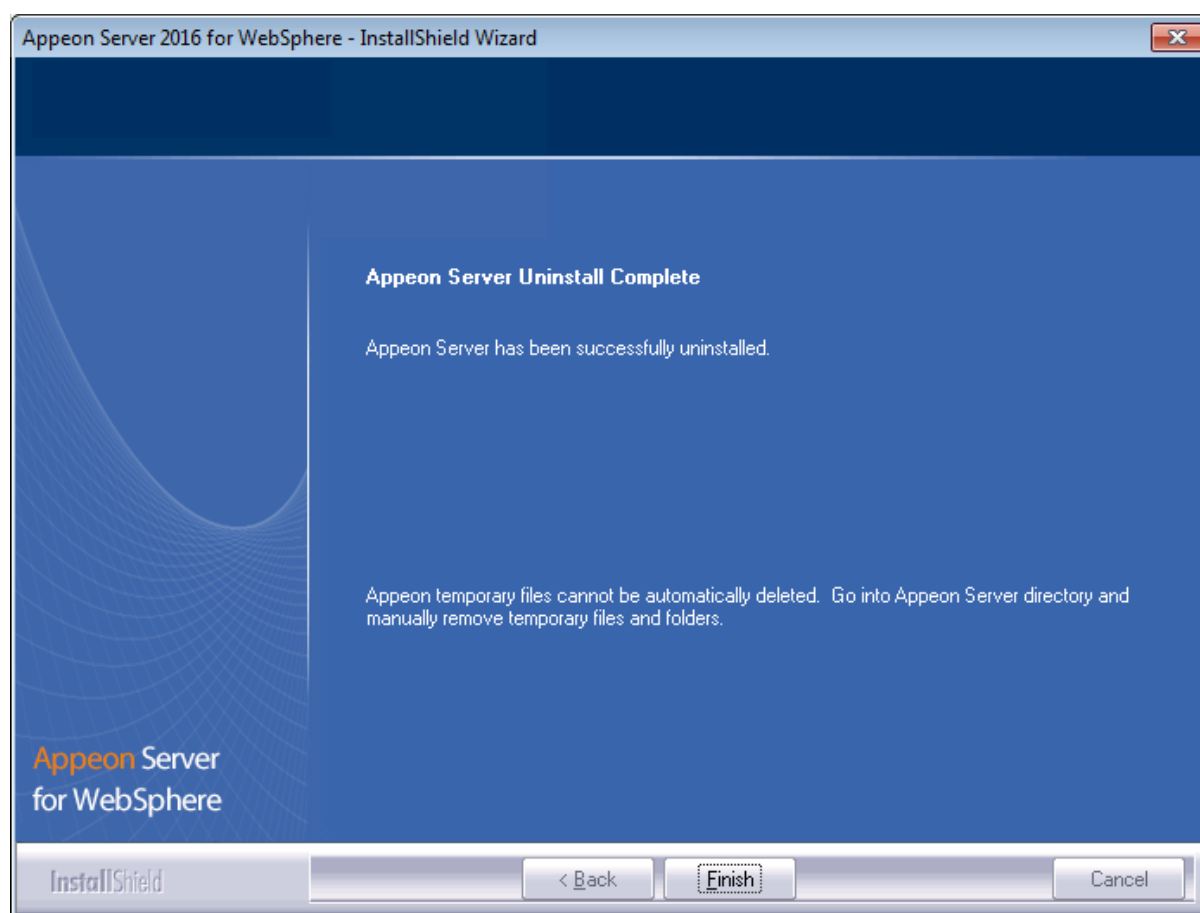 Appeon Server 2016 for WebSphere - InstallShield Wizard
Appeon Server Uninstall Complete
Appeon Server has been successfully uninstalled.
Appeon temporary files cannot be automatically deleted.  Go into Appeon Server directory and
manually remove temporary files and folders.
Appeon Server
for WebSphere
InstallShield
< Back
Finish
Cancel